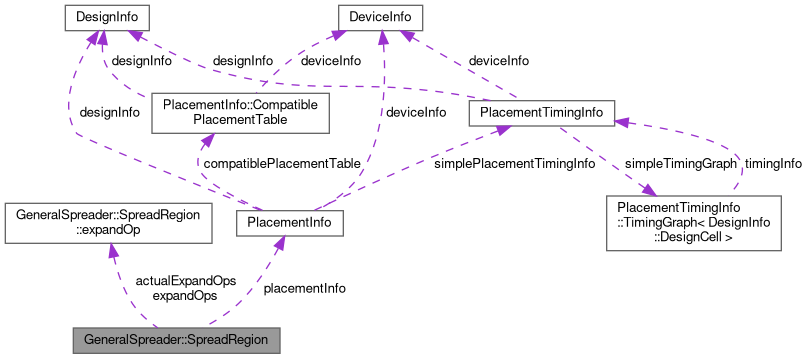 DesignInfo
DeviceInfo
designInfo
designInfo
deviceInfo
deviceInfo
designInfo
PlacementInfo::Compatible
PlacementTable
deviceInfo
PlacementTimingInfo
compatiblePlacementTable
simplePlacementTimingInfo
simpleTimingGraph
timingInfo
GeneralSpreader::SpreadRegion
::expandOp
PlacementInfo
PlacementTimingInfo
::TimingGraph< DesignInfo
::DesignCell >
actualExpandOps
expandOps
placementInfo
GeneralSpreader::SpreadRegion